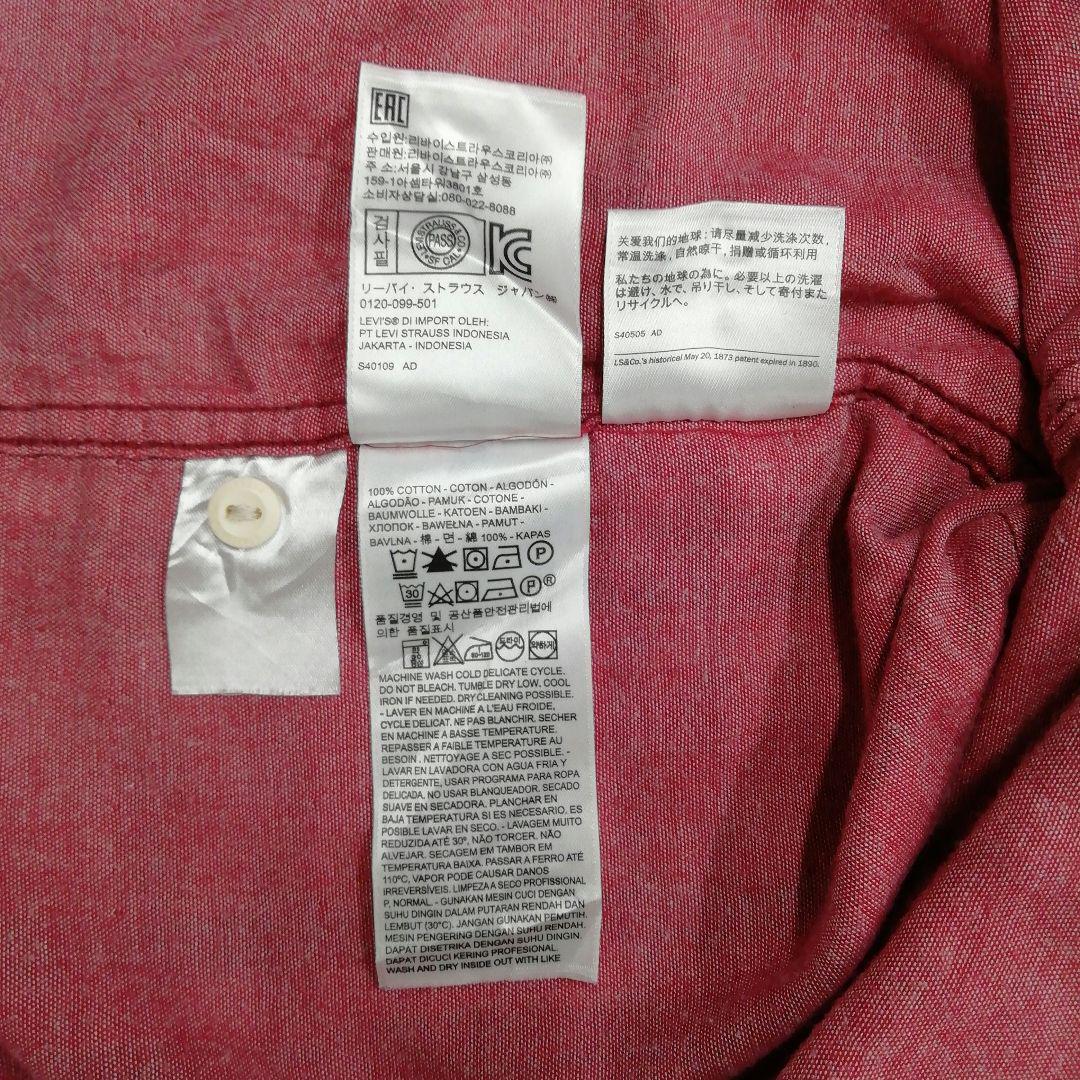 EAC
수입원:리바이스트라우스코리아㈜
판매원:리바이스트라우스코리아㈜
주 소:서울시 강남구 삼성동
159-1아셈타워3801호
소비자상담실:080-022-8088
검사필
LEVI STRAUSS & CO
PASS
SF CAL
リーバイ・ストラウス ジャパン㈱
0120-099-501
LEVI'S® DI IMPORT OLEH:
PT LEVI STRAUSS INDONESIA
JAKARTA - INDONESIA
S40109 AD
关爱我们的地球：请尽量减少洗涤次数，
常温洗涤，自然晾干，捐赠或循环利用
私たちの地球の為に。必要以上の洗濯
は避け、水で、吊り干し、そして寄付また
リサイクルへ。
S40505 AD
LS&Co.'s historical May 20, 1873 patent expired in 1890.
100% COTTON - COTON - ALGODÓN -
ALGODÃO - PAMUK - COTONE -
BAUMWOLLE - KATOEN - BAMBAKI -
ХЛОПОК - BAWEŁNA - PAMUT -
BAVLNA - 棉 - 면 - 綿 100% - KAPAS
P
30 P®
품질경영 및 공산품안전관리법에
의한 품질표시
드라이 약하게
MACHINE WASH COLD DELICATE CYCLE.
DO NOT BLEACH. TUMBLE DRY LOW. COOL
IRON IF NEEDED. DRY CLEANING POSSIBLE.
- LAVER EN MACHINE A L'EAU FROIDE,
CYCLE DELICAT. NE PAS BLANCHIR. SECHER
EN MACHINE A BASSE TEMPERATURE.
REPASSER A FAIBLE TEMPERATURE AU
BESOIN. NETTOYAGE A SEC POSSIBLE. -
LAVAR EN LAVADORA CON AGUA FRIA Y
DETERGENTE, USAR PROGRAMA PARA ROPA
DELICADA. NO USAR BLANQUEADOR. SECADO
SUAVE EN SECADORA. PLANCHAR EN
BAJA TEMPERATURA SI ES NECESARIO. ES
POSIBLE LAVAR EN SECO. - LAVAGEM MUITO
REDUZIDA ATÉ 30°, NÃO TORCER. NÃO
ALVEJAR. SECAGEM EM TAMBOR EM
TEMPERATURA BAIXA. PASSAR A FERRO ATÉ
110°C, VAPOR PODE CAUSAR DANOS
IRREVERSÍVEIS. LIMPEZA A SECO PROFISSIONAL
P, NORMAL. - GUNAKAN MESIN CUCI DENGAN
SUHU DINGIN DALAM PUTARAN RENDAH DAN
LEMBUT (30°C). JANGAN GUNAKAN PEMUTIH.
MESIN PENGERING DENGAN SUHU RENDAH.
DAPAT DISETRIKA DENGAN SUHU DINGIN.
DAPAT DICUCI KERING PROFESIONAL.
WASH AND DRY INSIDE OUT WITH LIKE